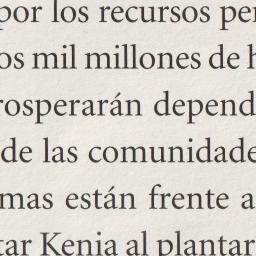 por los recursos per
os mil millones de h
rosperarán depend
de las comunidade
mas están frente a
tar Kenia al plantar